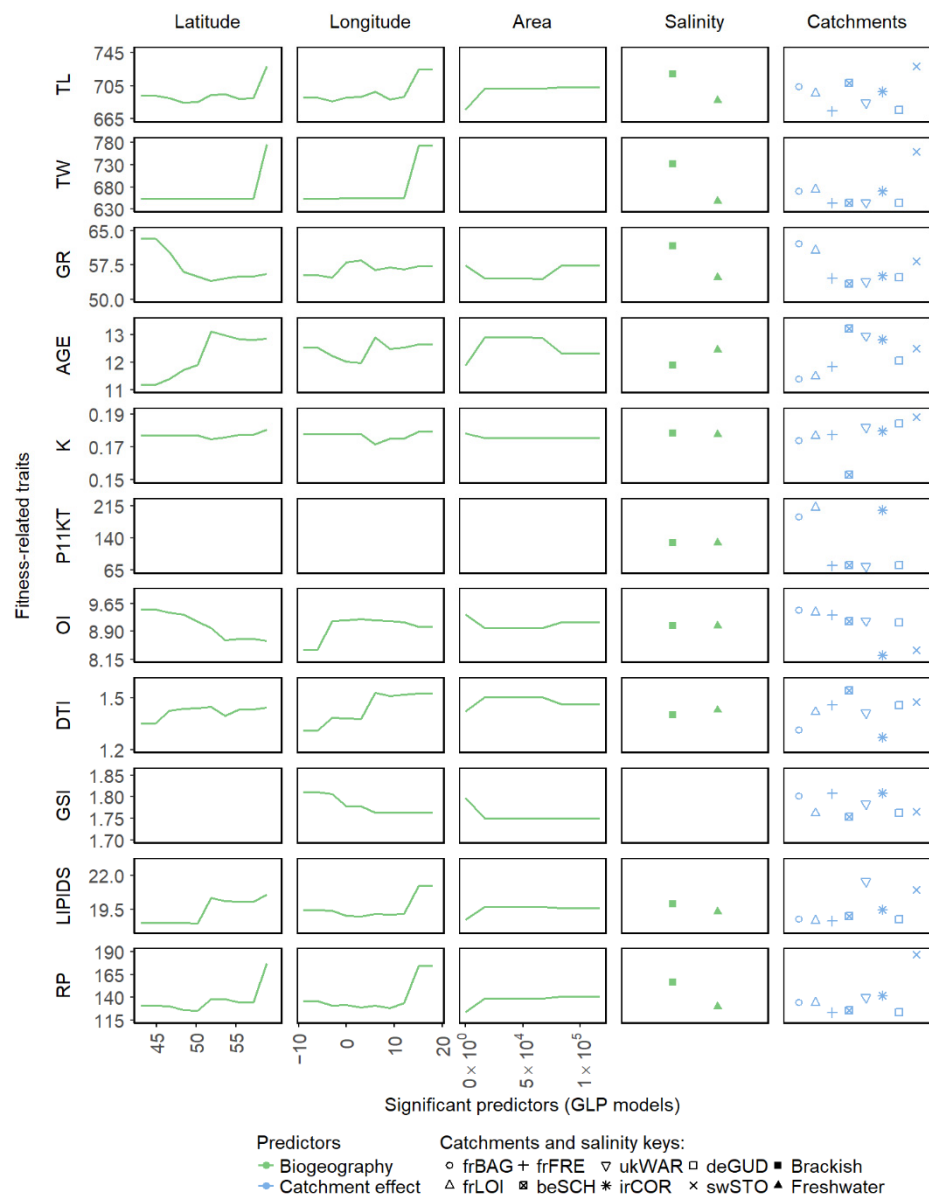 Latitude Longitude Area Salinity Catchments
TL
745
705
665
TW
780
730
680
630
GR
65.0
57.5
50.0
AGE
13
12
11
K
0.19
0.17
0.15
P11KT
215
140
65
OI
9.65
8.90
8.15
DTI
1.5
1.2
GSI
1.85
1.80
1.75
1.70
LIPIDS
22.0
19.5
RP
190
165
140
115
Fitness-related traits
45 50 55 −10 0 10 20 0 × 10⁰ 5 × 10⁴ 1 × 10⁵
Significant predictors (GLP models)
Predictors Catchments and salinity keys:
Biogeography frBAG frFRE ukWAR deGUD Brackish
Catchment effect frLOI beSCH irCOR swSTO Freshwater